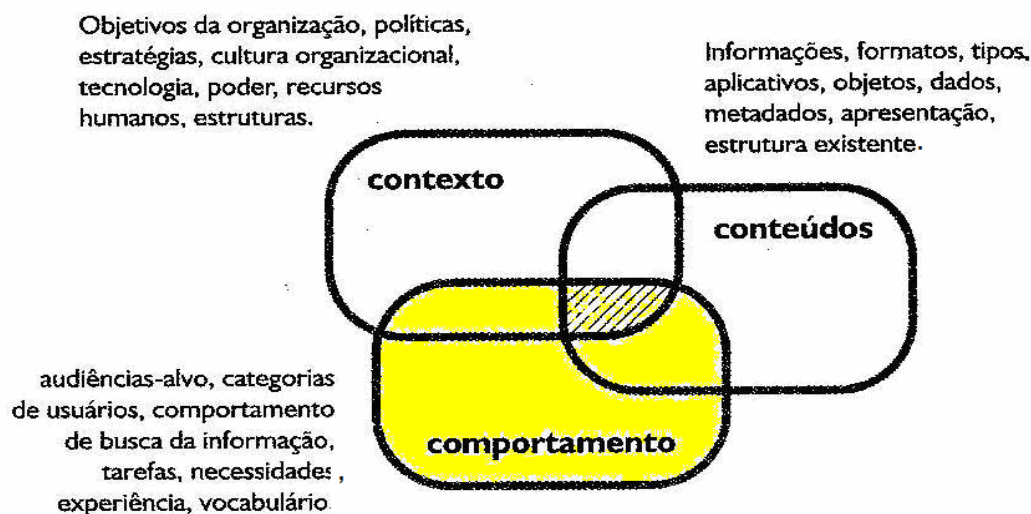 Objetivos da organização, políticas,
estratégias, cultura organizacional,
tecnologia, poder, recursos
humanos, estruturas.
Informações, formatos, tipos,
aplicativos, objetos, dados,
metadados, apresentação,
estrutura existente.
contexto
conteúdos
audiências-alvo, categorias
de usuários, comportamento
de busca da informação,
tarefas, necessidades,
experiência, vocabulário
comportamento